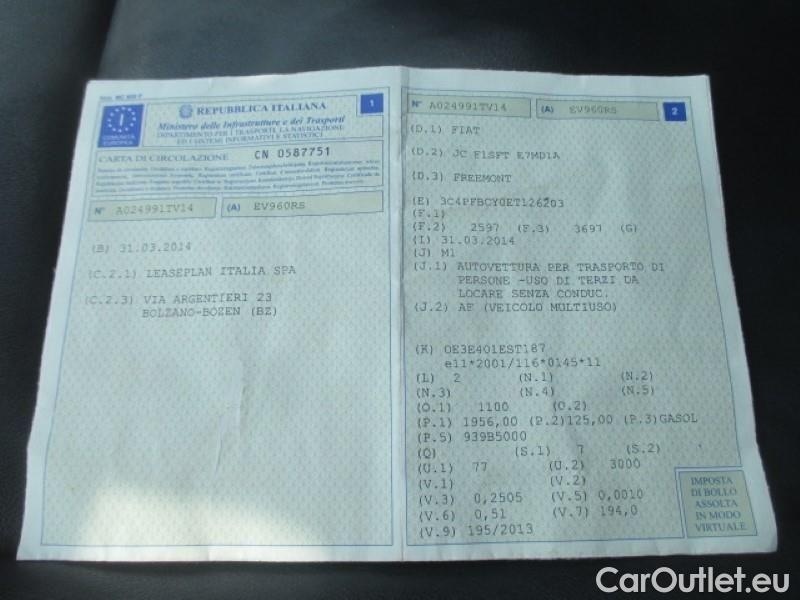 REPUBBLICA ITALIANA
1
Ministero delle Infrastrutture e dei Trasporti
DIPARTIMENTO PER I TRASPORTI, LA NAVIGAZIONE
ED I SISTEMI INFORMATIVI E STATISTICI
I
COMUNITÀ
EUROPEA
CARTA DI CIRCOLAZIONE CN 0587751
N° A024991TV14 (A) EV960RS
(B) 31.03.2014
(C.2.1) LEASEPLAN ITALIA SPA
(C.2.3) VIA ARGENTIERI 23
BOLZANO-BOZEN (BZ)
N° A024991TV14 (A) EV960RS 2
(D.1) FIAT
(D.2) JC F1SFT E7MD1A
(D.3) FREEMONT
(E) 3C4PFBCY0ET126203
(F.1)
(F.2) 2597 (F.3) 3697 (G)
(I) 31.03.2014
(J) M1
(J.1) AUTOVETTURA PER TRASPORTO DI
PERSONE -USO DI TERZI DA
LOCARE SENZA CONDUC.
(J.2) AF (VEICOLO MULTIUSO)
(K) OE3E401EST187
e11*2001/116*0145*11
(L) 2 (N.1) (N.2)
(N.3) (N.4) (N.5)
(O.1) 1100 (O.2)
(P.1) 1956,00 (P.2)125,00 (P.3)GASOL
(P.5) 939B5000
(Q) (S.1) 7 (S.2)
(U.1) 77 (U.2) 3000
(V.1) (V.2)
(V.3) 0,2505 (V.5) 0,0010
(V.6) 0,51 (V.7) 194,0
(V.9) 195/2013
IMPOSTA
DI BOLLO
ASSOLTA
IN MODO
VIRTUALE
CarOutlet.eu